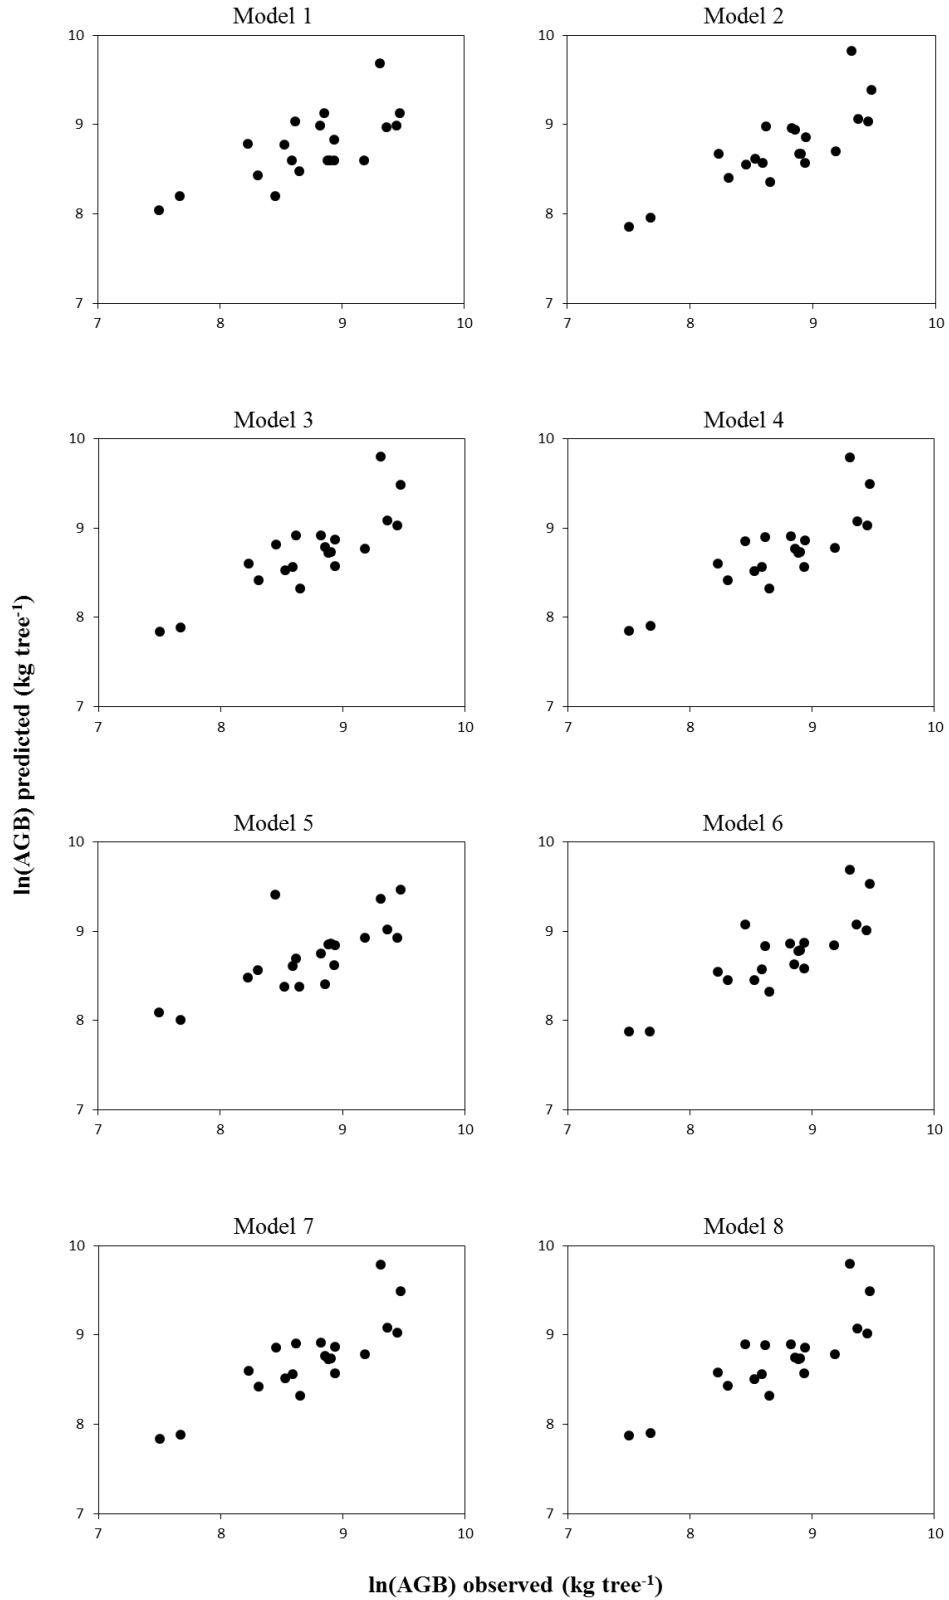 Model 1
Model 2
10
9
8
7
7 8 9 10
10
9
8
7
7 8 9 10
Model 3
Model 4
10
9
8
7
7 8 9 10
10
9
8
7
7 8 9 10
Model 5
Model 6
10
9
8
7
7 8 9 10
10
9
8
7
7 8 9 10
Model 7
Model 8
10
9
8
7
7 8 9 10
10
9
8
7
7 8 9 10
ln(AGB) predicted (kg tree⁻¹)
ln(AGB) observed (kg tree⁻¹)